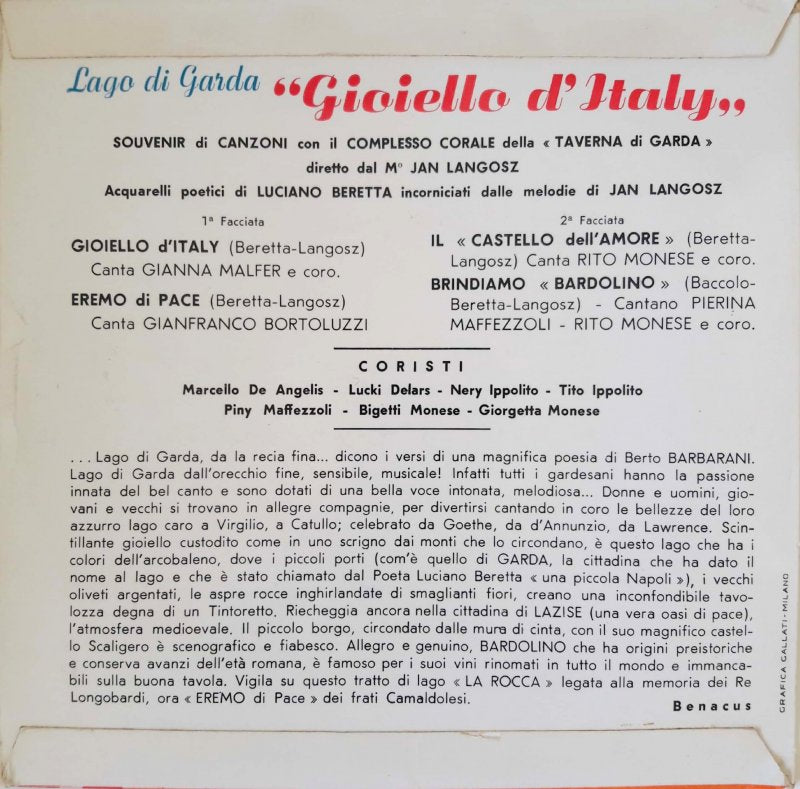 Lago di Garda “Gioiello d'Italy„
SOUVENIR di CANZONI con il COMPLESSO CORALE della « TAVERNA di GARDA »
diretto dal M° JAN LANGOSZ
Acquarelli poetici di LUCIANO BERETTA incorniciati dalle melodie di JAN LANGOSZ
1ª Facciata
GIOIELLO d'ITALY (Beretta-Langosz)
Canta GIANNA MALFER e coro.
EREMO di PACE (Beretta-Langosz)
Canta GIANFRANCO BORTOLUZZI
2ª Facciata
IL « CASTELLO dell'AMORE » (Beretta-
Langosz) Canta RITO MONESE e coro.
BRINDIAMO « BARDOLINO » (Baccolo-
Beretta-Langosz) - Cantano PIERINA
MAFFEZZOLI - RITO MONESE e coro.
CORISTI
Marcello De Angelis - Lucki Delars - Nery Ippolito - Tito Ippolito
Piny Maffezzoli - Bigetti Monese - Giorgetta Monese
. . . Lago di Garda, da la recia fina... dicono i versi di una magnifica poesia di Berto BARBARANI.
Lago di Garda dall'orecchio fine, sensibile, musicale! Infatti tutti i gardesani hanno la passione
innata del bel canto e sono dotati di una bella voce intonata, melodiosa... Donne e uomini, gio-
vani e vecchi si trovano in allegre compagnie, per divertirsi cantando in coro le bellezze del loro
azzurro lago caro a Virgilio, a Catullo; celebrato da Goethe, da d'Annunzio, da Lawrence. Scin-
tillante gioiello custodito come in uno scrigno dai monti che lo circondano, è questo lago che ha i
colori dell'arcobaleno, dove i piccoli porti (com'è quello di GARDA, la cittadina che ha dato il
nome al lago e che è stato chiamato dal Poeta Luciano Beretta « una piccola Napoli »), i vecchi
oliveti argentati, le aspre rocce inghirlandate di smaglianti fiori, creano una inconfondibile tavo-
lozza degna di un Tintoretto. Riecheggia ancora nella cittadina di LAZISE (una vera oasi di pace),
l'atmosfera medioevale. Il piccolo borgo, circondato dalle mura di cinta, con il suo magnifico castel-
lo Scaligero è scenografico e fiabesco. Allegro e genuino, BARDOLINO che ha origini preistoriche
e conserva avanzi dell'età romana, è famoso per i suoi vini rinomati in tutto il mondo e immanca-
bili sulla buona tavola. Vigila su questo tratto di lago « LA ROCCA » legata alla memoria dei Re
Longobardi, ora « EREMO di Pace » dei frati Camaldolesi.
Benacus
GRAFICA GALLATI - MILANO